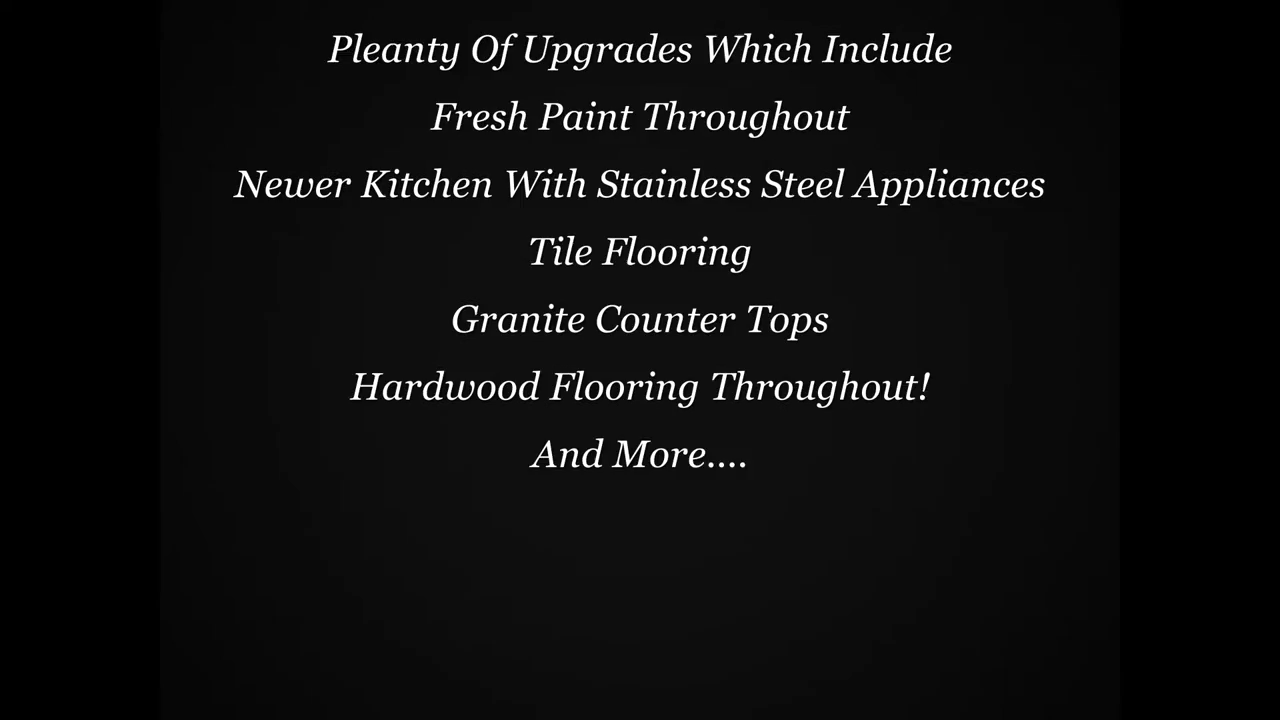 Pleanty Of Upgrades Which Include
Fresh Paint Throughout
Newer Kitchen With Stainless Steel Appliances
Tile Flooring
Granite Counter Tops
Hardwood Flooring Throughout!
And More....